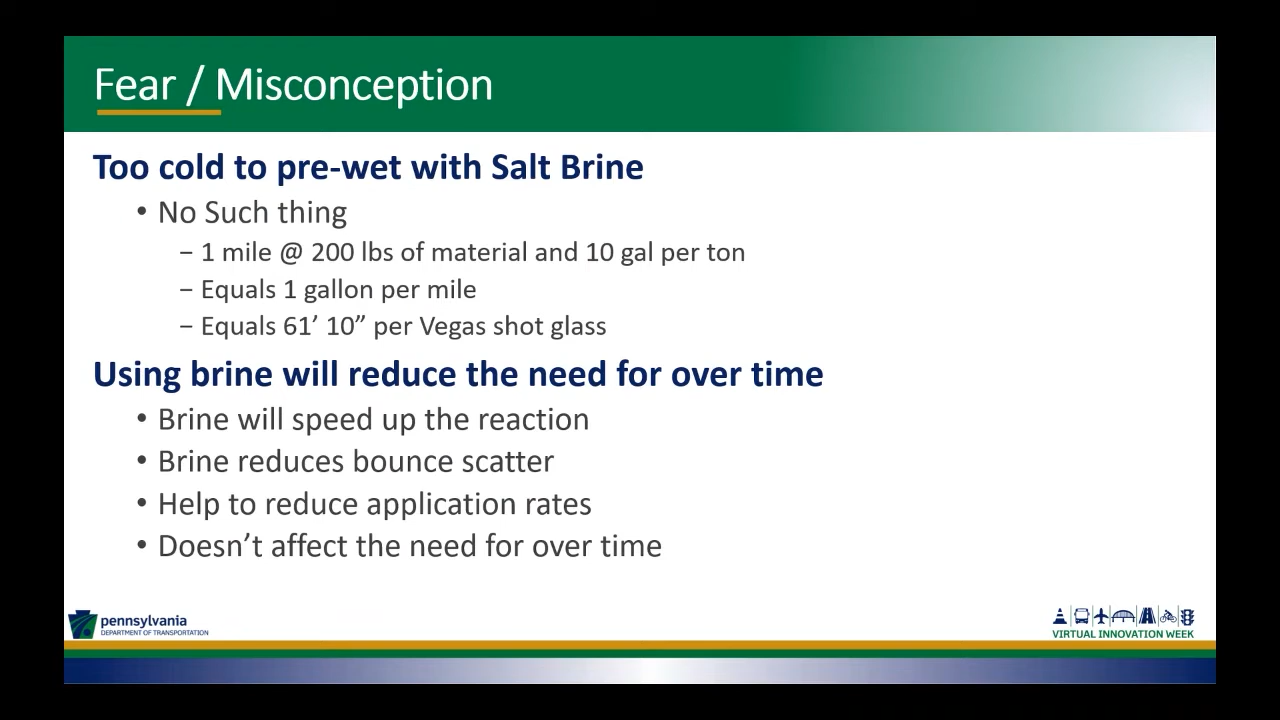 Fear / Misconception
Too cold to pre-wet with Salt Brine
• No Such thing
− 1 mile @ 200 lbs of material and 10 gal per ton
− Equals 1 gallon per mile
− Equals 61’ 10” per Vegas shot glass
Using brine will reduce the need for over time
• Brine will speed up the reaction
• Brine reduces bounce scatter
• Help to reduce application rates
• Doesn’t affect the need for over time
pennsylvania
DEPARTMENT OF TRANSPORTATION
VIRTUAL INNOVATION WEEK